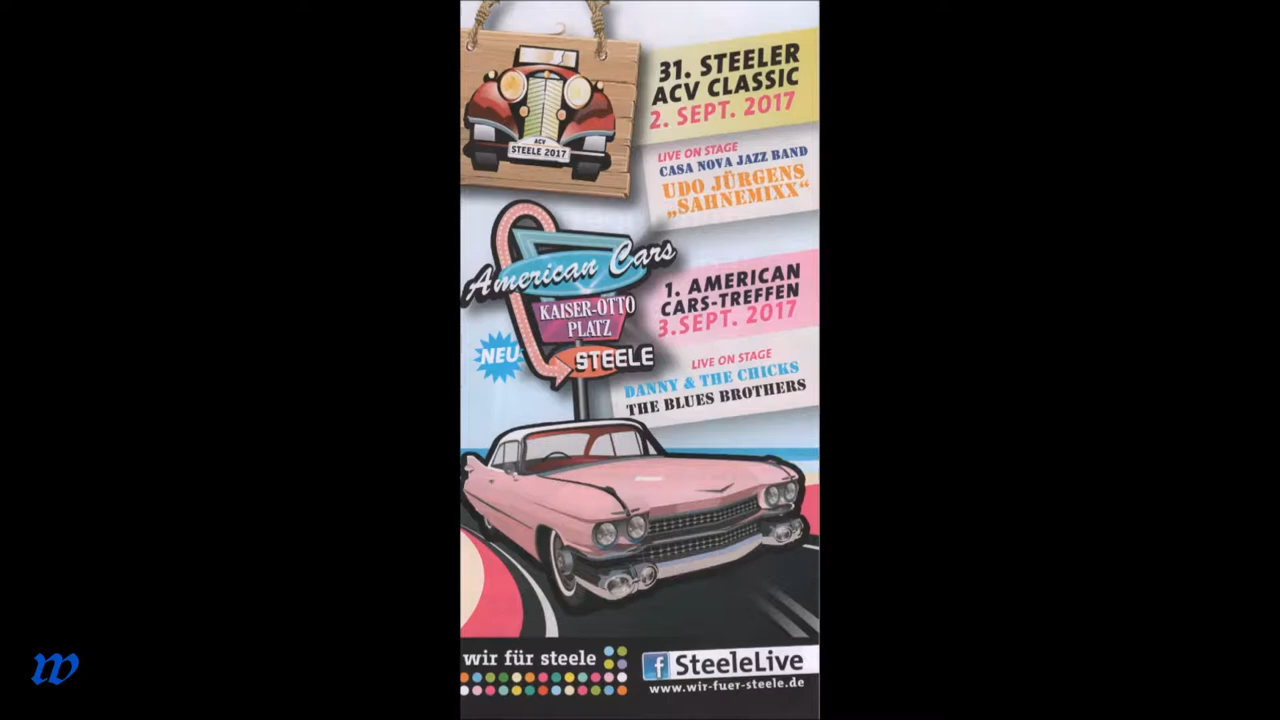 31. STEELER
ACV CLASSIC
2. SEPT. 2017
ACV
STEELE 2017
LIVE ON STAGE
CASA NOVA JAZZ BAND
UDO JÜRGENS
„SAHNEMIXX“
American Cars
KAISER-OTTO
PLATZ
NEU
STEELE
1. AMERICAN
CARS-TREFFEN
3.SEPT. 2017
LIVE ON STAGE
DANNY & THE CHICKS
THE BLUES BROTHERS
wir für steele
f SteeleLive
www.wir-fuer-steele.de
w